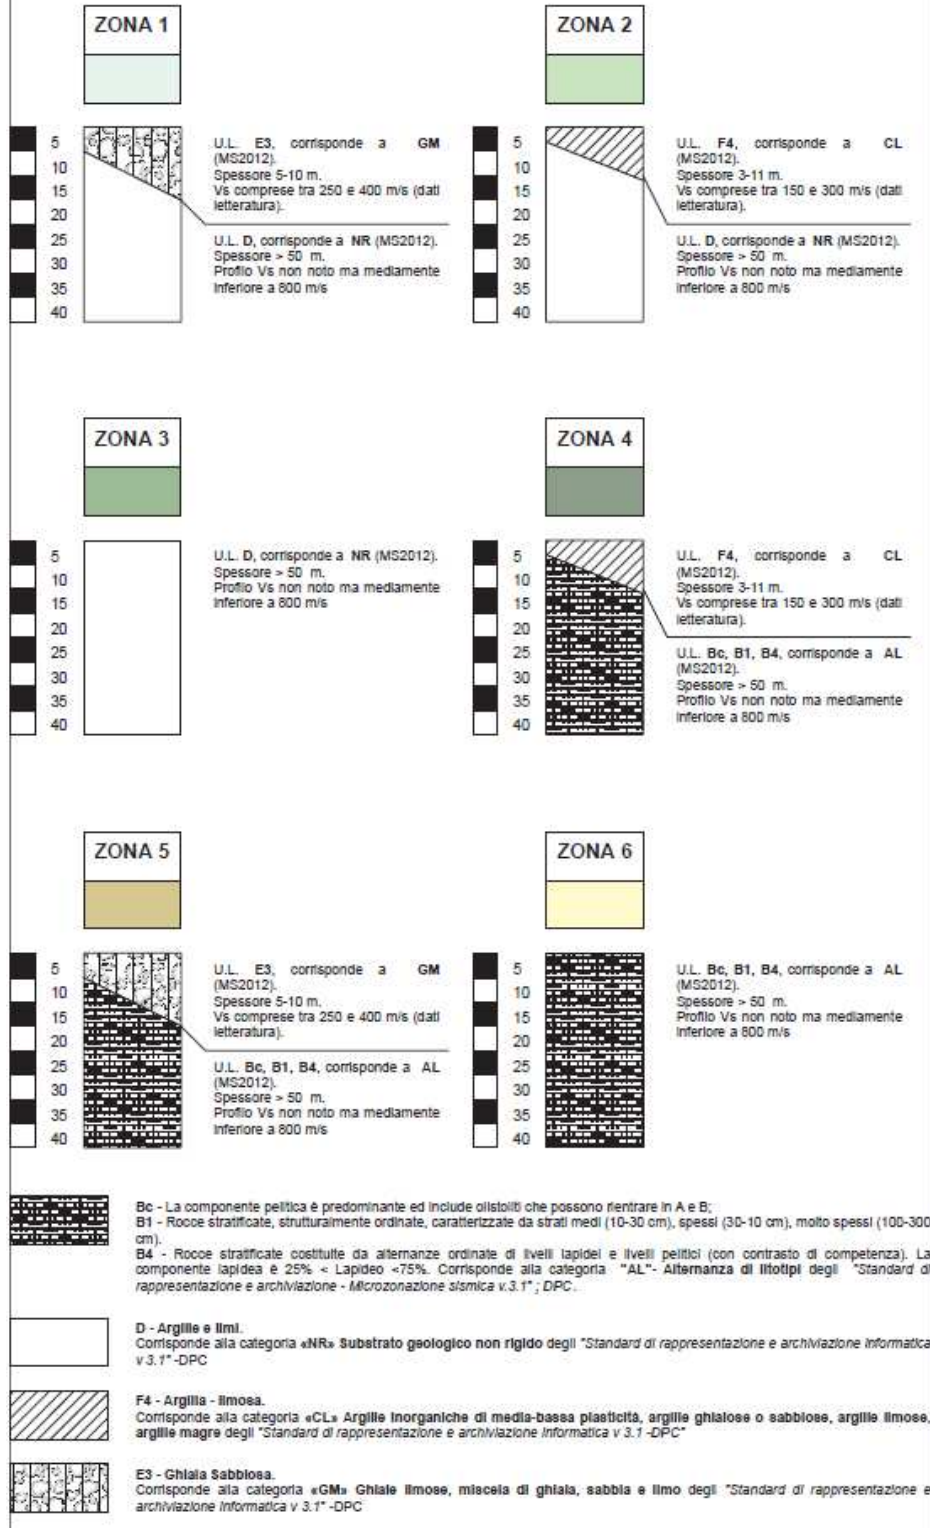 ZONA 1
5
10
15
20
25
30
35
40
U.L. E3, corrisponde a GM
(MS2012).
Spessore 5-10 m.
Vs comprese tra 250 e 400 m/s (dati
letteratura).
U.L. D, corrisponde a NR (MS2012).
Spessore > 50 m.
Profilo Vs non noto ma mediamente
inferiore a 800 m/s
ZONA 2
5
10
15
20
25
30
35
40
U.L. F4, corrisponde a CL
(MS2012).
Spessore 3-11 m.
Vs comprese tra 150 e 300 m/s (dati
letteratura).
U.L. D, corrisponde a NR (MS2012).
Spessore > 50 m.
Profilo Vs non noto ma mediamente
inferiore a 800 m/s
ZONA 3
5
10
15
20
25
30
35
40
U.L. D, corrisponde a NR (MS2012).
Spessore > 50 m.
Profilo Vs non noto ma mediamente
inferiore a 800 m/s
ZONA 4
5
10
15
20
25
30
35
40
U.L. F4, corrisponde a CL
(MS2012).
Spessore 3-11 m.
Vs comprese tra 150 e 300 m/s (dati
letteratura).
U.L. Bc, B1, B4, corrisponde a AL
(MS2012).
Spessore > 50 m.
Profilo Vs non noto ma mediamente
inferiore a 800 m/s
ZONA 5
5
10
15
20
25
30
35
40
U.L. E3, corrisponde a GM
(MS2012).
Spessore 5-10 m.
Vs comprese tra 250 e 400 m/s (dati
letteratura).
U.L. Bc, B1, B4, corrisponde a AL
(MS2012).
Spessore > 50 m.
Profilo Vs non noto ma mediamente
inferiore a 800 m/s
ZONA 6
5
10
15
20
25
30
35
40
U.L. Bc, B1, B4, corrisponde a AL
(MS2012).
Spessore > 50 m.
Profilo Vs non noto ma mediamente
inferiore a 800 m/s
Bc - La componente pelitica è predominante ed include olistoliti che possono rientrare in A e B;
B1 - Rocce stratificate, strutturalmente ordinate, caratterizzate da strati medi (10-30 cm), spessi (30-10 cm), molto spessi (100-300
cm).
B4 - Rocce stratificate costituite da alternanze ordinate di livelli lapidei e livelli pelitici (con contrasto di competenza). La
componente lapidea è 25% < Lapideo <75%. Corrisponde alla categoria "AL"- Alternanza di litotipi degli "Standard di
rappresentazione e archiviazione - Microzonazione sismica v.3.1" ; DPC .
D - Argille e limi.
Corrisponde alla categoria «NR» Substrato geologico non rigido degli "Standard di rappresentazione e archiviazione informatica
v 3.1" -DPC
F4 - Argilla - limosa.
Corrisponde alla categoria «CL» Argille inorganiche di media-bassa plasticità, argille ghiaiose o sabbiose, argille limose,
argille magre degli "Standard di rappresentazione e archiviazione informatica v 3.1 -DPC"
E3 - Ghiaia Sabbiosa.
Corrisponde alla categoria «GM» Ghiaie limose, miscela di ghiaia, sabbia e limo degli "Standard di rappresentazione e
archiviazione informatica v 3.1" -DPC